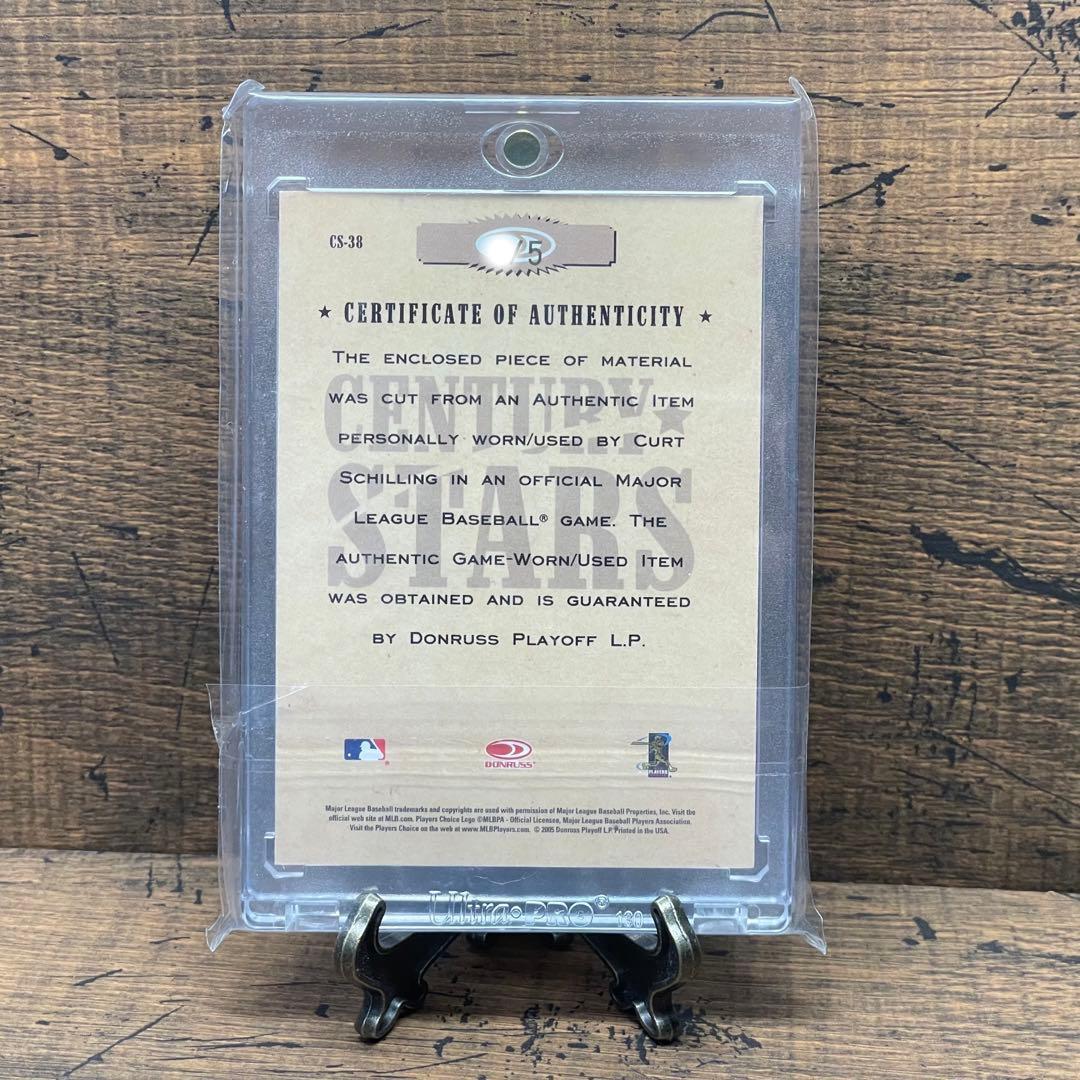 CS-38
25
★ CERTIFICATE OF AUTHENTICITY ★
THE ENCLOSED PIECE OF MATERIAL
WAS CUT FROM AN AUTHENTIC ITEM
PERSONALLY WORN/USED BY CURT
SCHILLING IN AN OFFICIAL MAJOR
LEAGUE BASEBALL® GAME. THE
AUTHENTIC GAME-WORN/USED ITEM
WAS OBTAINED AND IS GUARANTEED
BY DONRUSS PLAYOFF L.P.
CENTURY★
STARS
DONRUSS
PLAYERS
Major League Baseball trademarks and copyrights are used with permission of Major League Baseball Properties, Inc. Visit the
official web site at MLB.com. Players Choice Logo ©MLBPA - Official Licensee, Major League Baseball Players Association.
Visit the Players Choice on the web at www.MLBPlayers.com. © 2005 Donruss Playoff L.P. Printed in the USA.
Ultra·PRO® 130